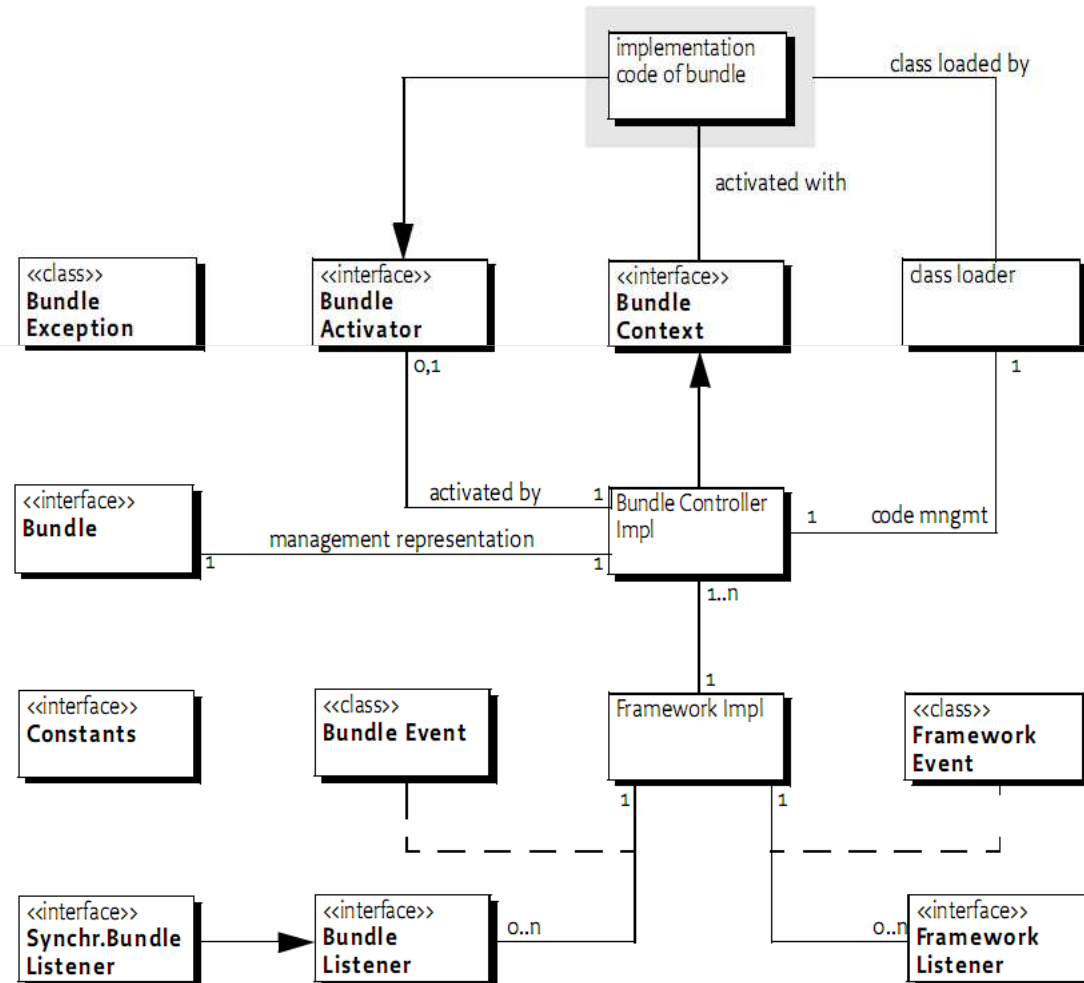 implementation
code of bundle
class loaded by
activated with
<<class>>
Bundle
Exception
<<interface>>
Bundle
Activator
<<interface>>
Bundle
Context
class loader
0,1
1
<<interface>>
Bundle
activated by
1
management representation
1
1
Bundle Controller
Impl
1
code mngmt
1..n
1
<<interface>>
Constants
<<class>>
Bundle Event
Framework Impl
<<class>>
Framework
Event
1
1
<<interface>>
Synchr.Bundle
Listener
<<interface>>
Bundle
Listener
0..n
0..n
<<interface>>
Framework
Listener